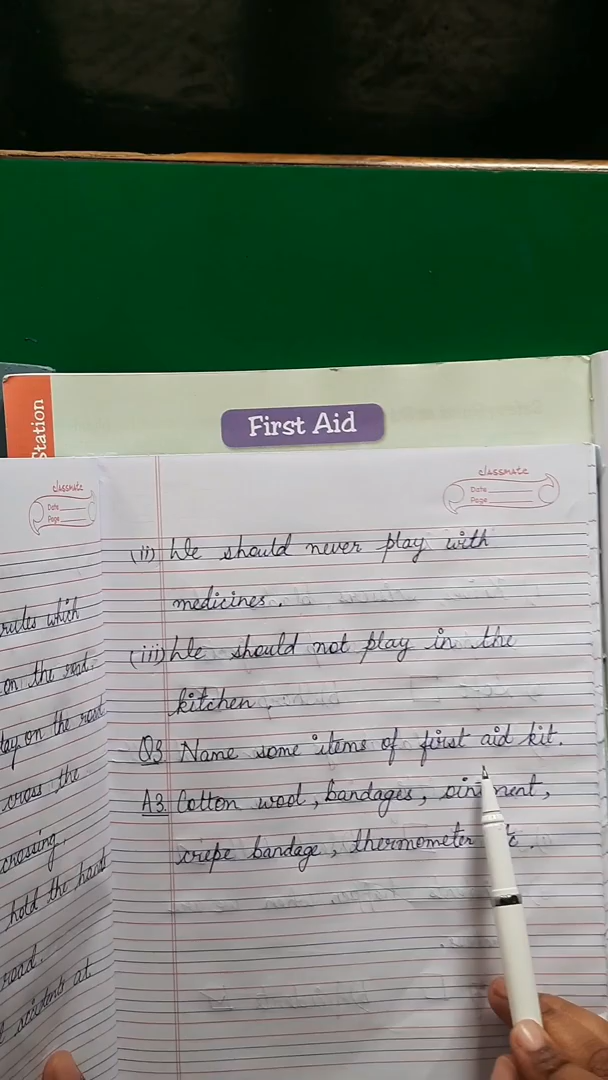 Station
First Aid
classmate
Date
Page
rules which
on the road.
on the road
cross the
crossing.
hold the hand
road.
accidents at
classmate
Date
Page
(ii) We should never play with
medicines.
(iii) We should not play in the
kitchen.
Q3 Name some items of first aid kit.
A3. Cotton wool, bandages, ointment,
crepe bandage, thermometer